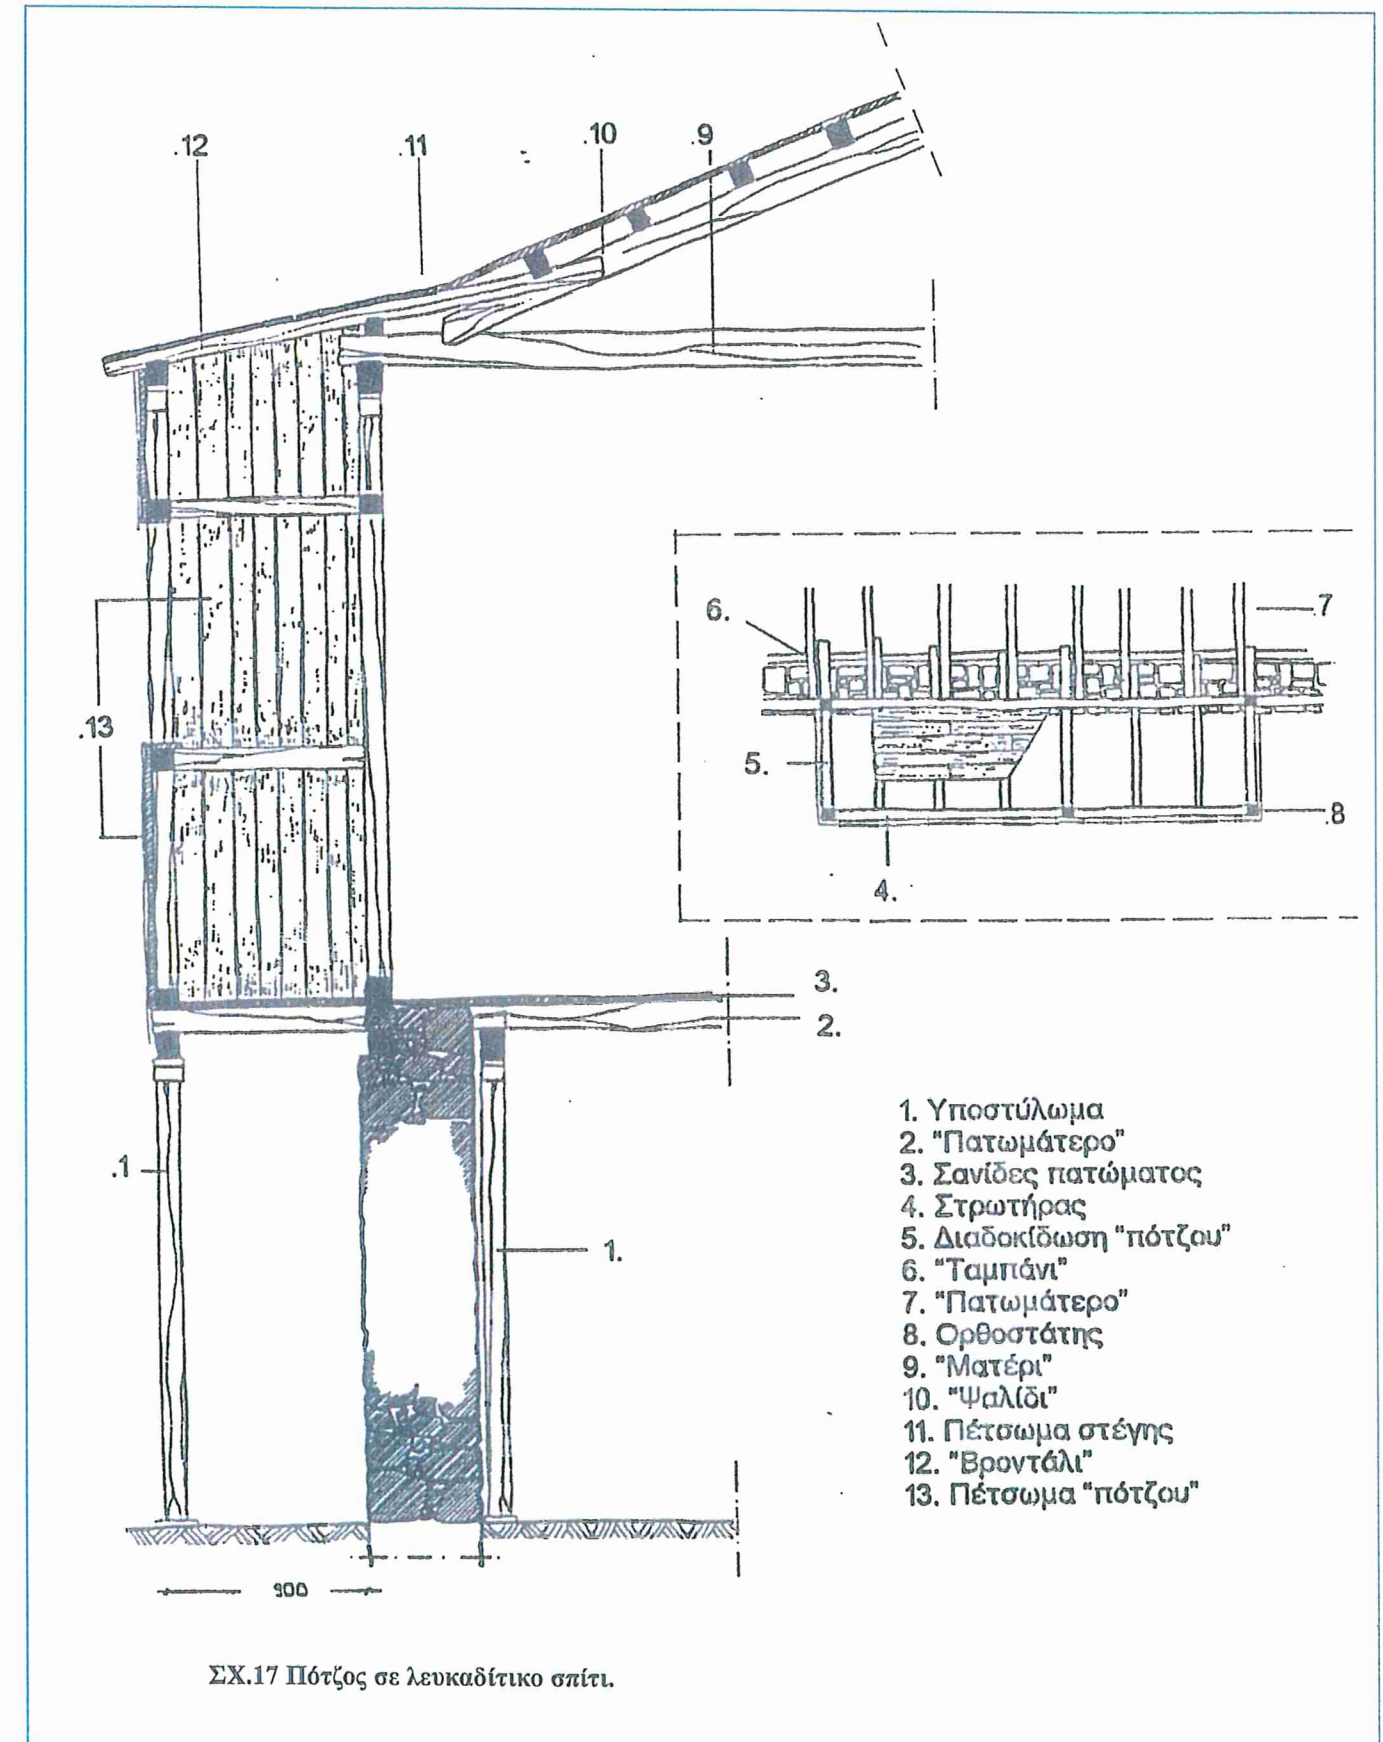 .12
.11
.10
.9
.13
6.
.7
5.
.8
4.
3.
2.
.1
1.
1. Υποστύλωμα
2. "Πατωμάτερο"
3. Σανίδες πατώματος
4. Στρωτήρας
5. Διαδοκίδωση "πότζου"
6. "Ταμπάνι"
7. "Πατωμάτερο"
8. Ορθοστάτης
9. "Ματέρι"
10. "Ψαλίδι"
11. Πέτσωμα στέγης
12. "Βροντάλι"
13. Πέτσωμα "πότζου"
900
ΣΧ.17 Πότζος σε λευκαδίτικο σπίτι.